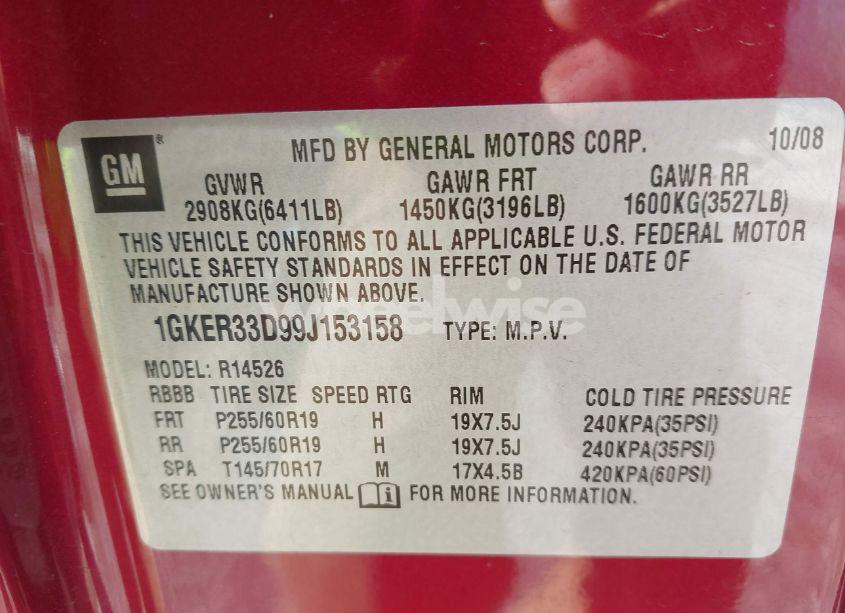 GM
MFD BY GENERAL MOTORS CORP. 10/08
GVWR GAWR FRT GAWR RR
2908KG(6411LB) 1450KG(3196LB) 1600KG(3527LB)
THIS VEHICLE CONFORMS TO ALL APPLICABLE U.S. FEDERAL MOTOR
VEHICLE SAFETY STANDARDS IN EFFECT ON THE DATE OF
MANUFACTURE SHOWN ABOVE.
wheelwise
1GKER33D99J153158 TYPE: M.P.V.
MODEL: R14526
RBBB TIRE SIZE SPEED RTG RIM COLD TIRE PRESSURE
FRT P255/60R19 H 19X7.5J 240KPA(35PSI)
RR P255/60R19 H 19X7.5J 240KPA(35PSI)
SPA T145/70R17 M 17X4.5B 420KPA(60PSI)
SEE OWNER'S MANUAL FOR MORE INFORMATION.